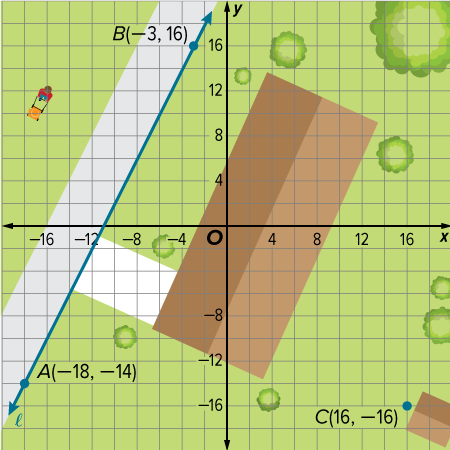 y
B(−3, 16)
16
12
8
4
−16 −12 −8 −4 O 4 8 12 16 x
−8
−12
A(−18, −14)
−16
C(16, −16)
ℓ